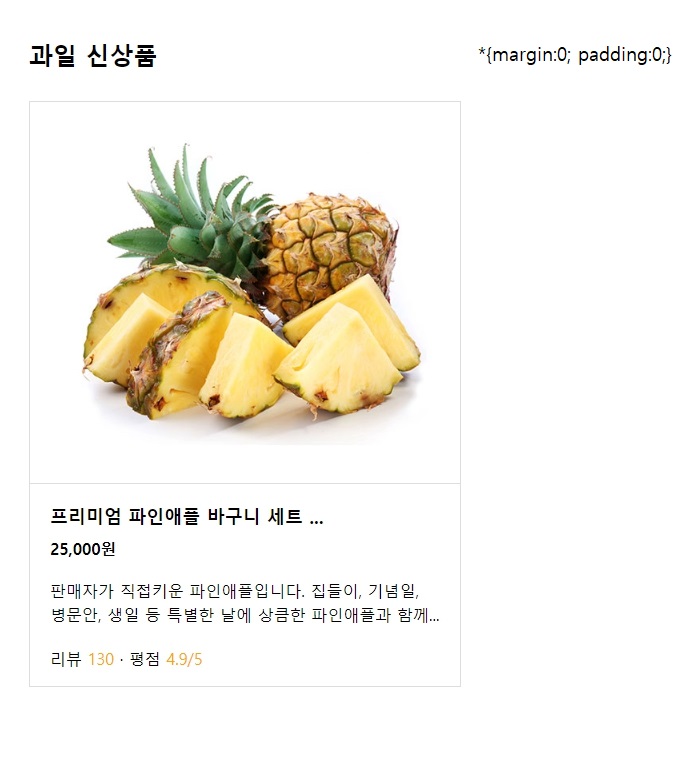 과일 신상품
*{margin:0; padding:0;}
프리미엄 파인애플 바구니 세트 ...
25,000원
판매자가 직접키운 파인애플입니다. 집들이, 기념일,
병문안, 생일 등 특별한 날에 상큼한 파인애플과 함께...
리뷰 130 · 평점 4.9/5